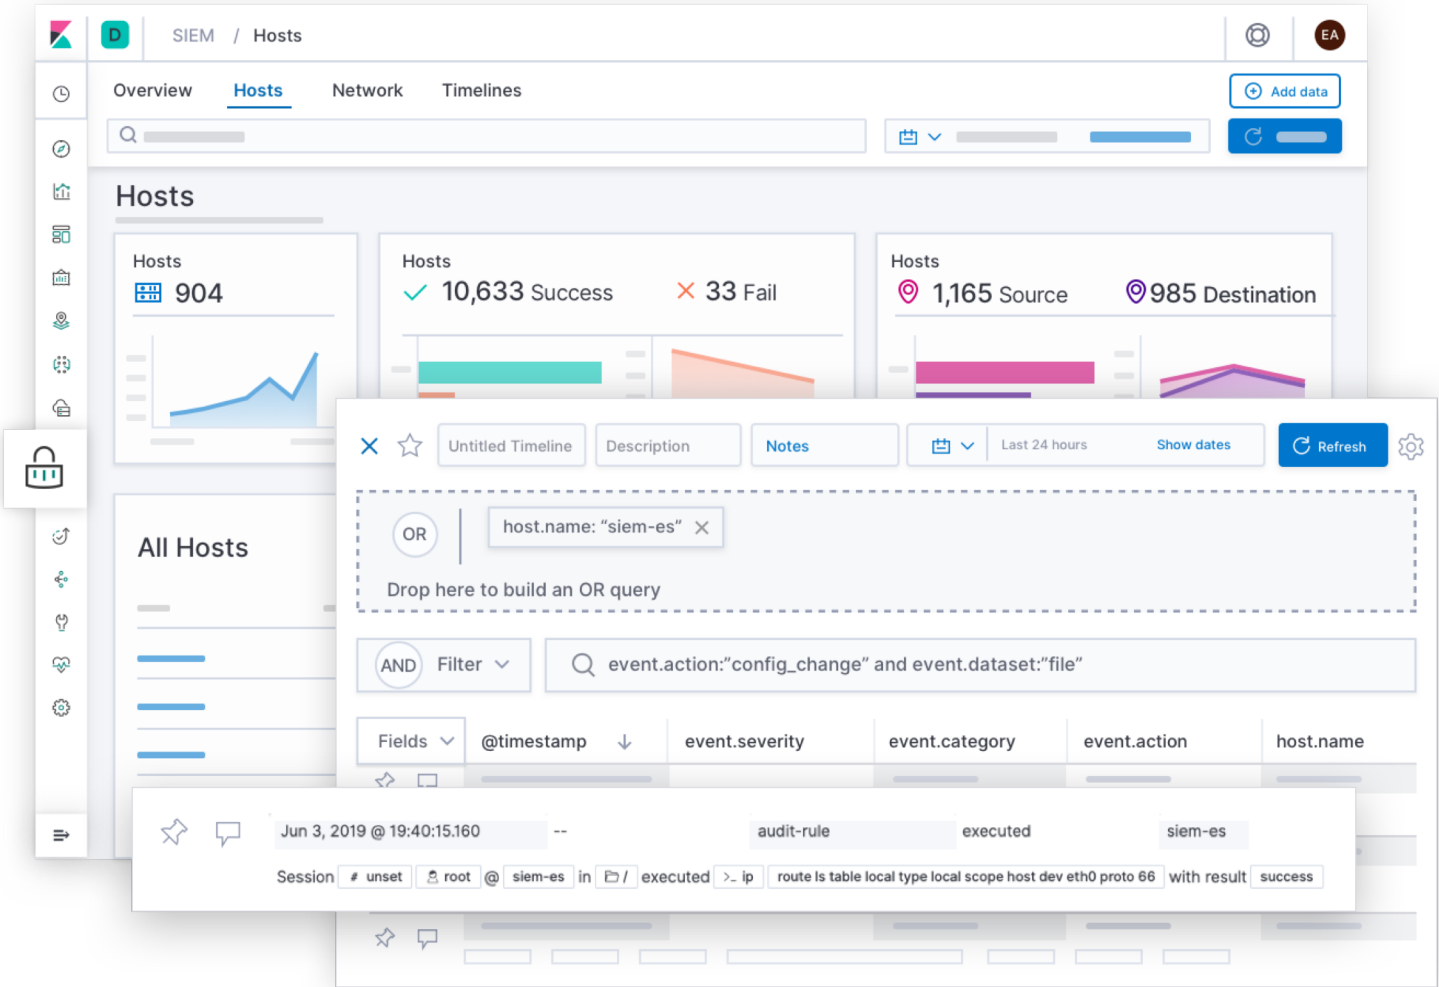 D SIEM / Hosts EA
Overview Hosts Network Timelines Add data
Hosts
Hosts
904
Hosts
10,633 Success 33 Fail
Hosts
1,165 Source 985 Destination
All Hosts
Untitled Timeline Description Notes Last 24 hours Show dates Refresh
OR host.name: “siem-es”
Drop here to build an OR query
AND Filter event.action:”config_change” and event.dataset:”file”
Fields @timestamp event.severity event.category event.action host.name
Jun 3, 2019 @ 19:40:15.160 -- audit-rule executed siem-es
Session # unset root @ siem-es in / executed >_ ip route ls table local type local scope host dev eth0 proto 66 with result success